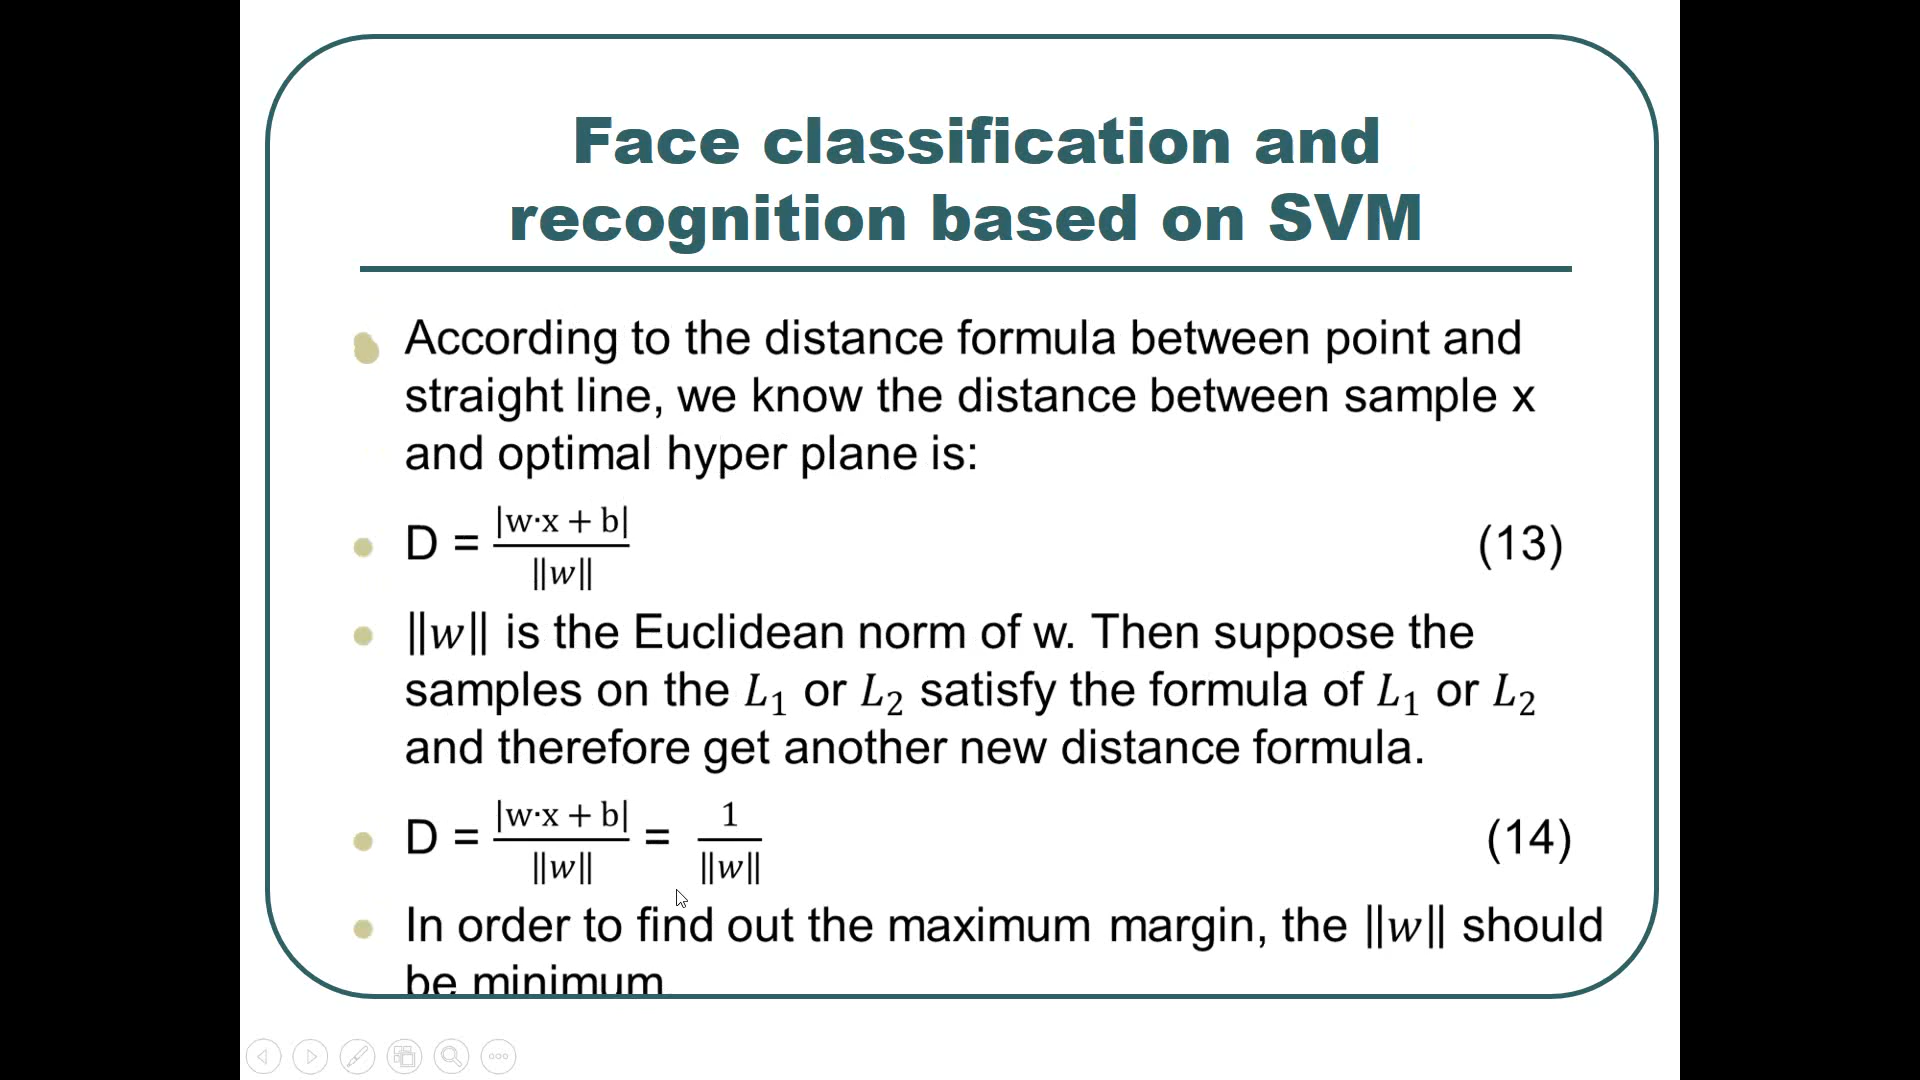 Face classification and
recognition based on SVM
According to the distance formula between point and
straight line, we know the distance between sample x
and optimal hyper plane is:
D = |w·x + b| / ‖w‖ (13)
‖w‖ is the Euclidean norm of w. Then suppose the
samples on the L₁ or L₂ satisfy the formula of L₁ or L₂
and therefore get another new distance formula.
D = |w·x + b| / ‖w‖ = 1 / ‖w‖ (14)
In order to find out the maximum margin, the ‖w‖ should
be minimum